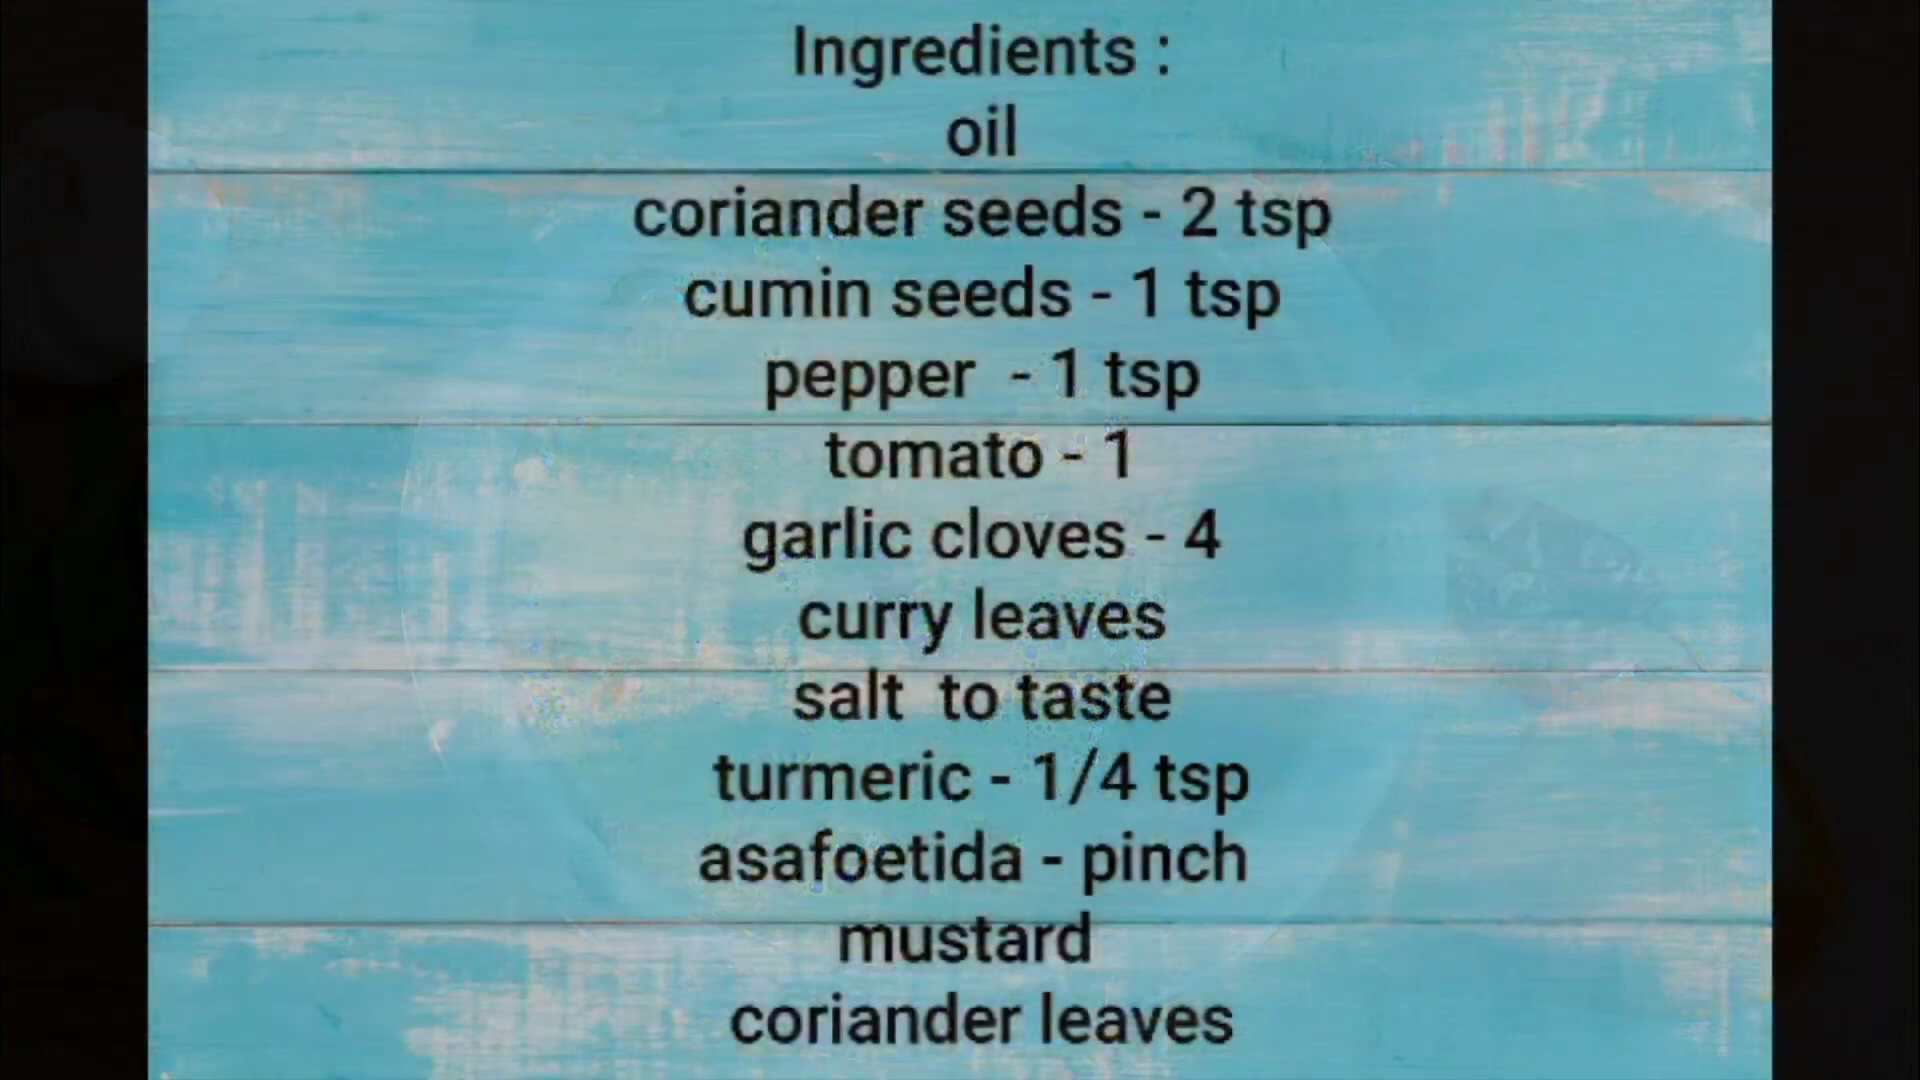 Ingredients :
oil
coriander seeds - 2 tsp
cumin seeds - 1 tsp
pepper  - 1 tsp
tomato - 1
garlic cloves - 4
curry leaves
salt  to taste
turmeric - 1/4 tsp
asafoetida - pinch
mustard
coriander leaves